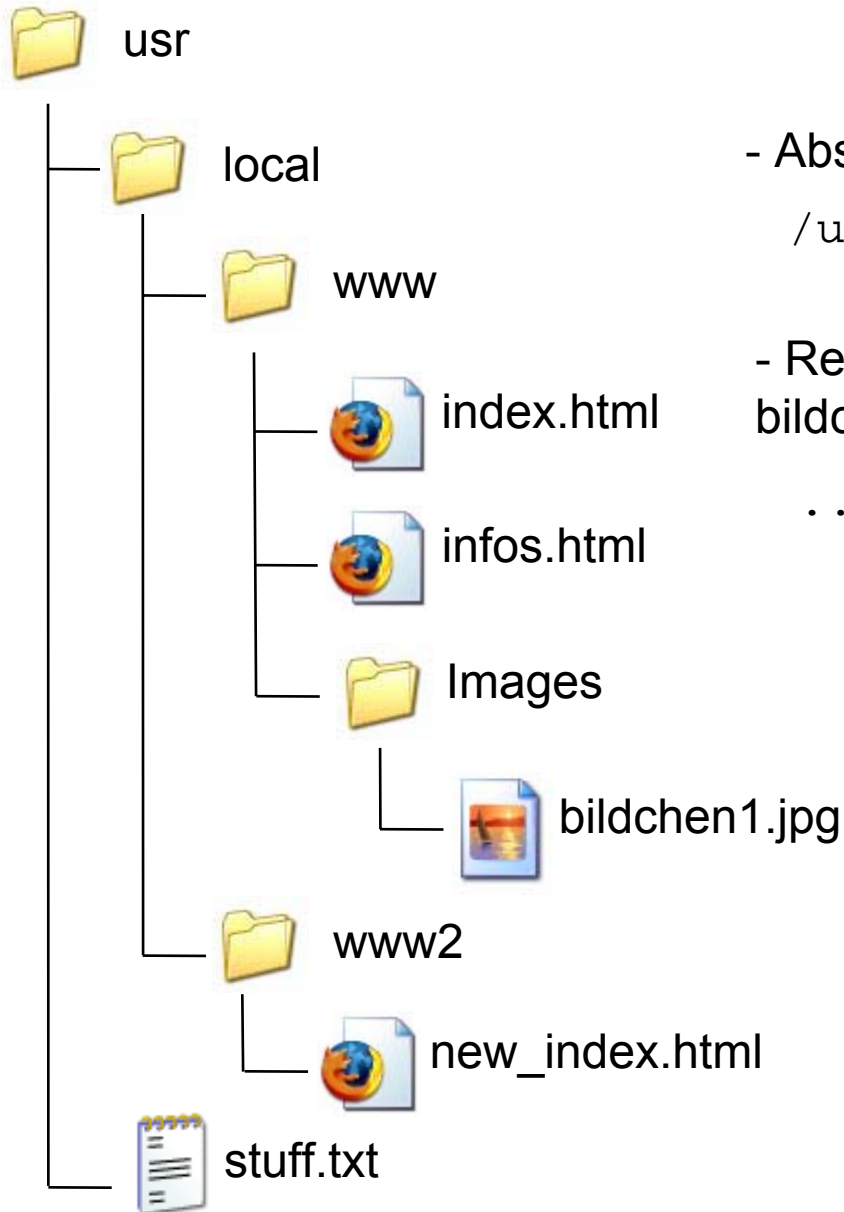 usr
local
- Abs
/u
www
- Re
index.html
bildc
..
infos.html
Images
bildchen1.jpg
www2
new_index.html
stuff.txt